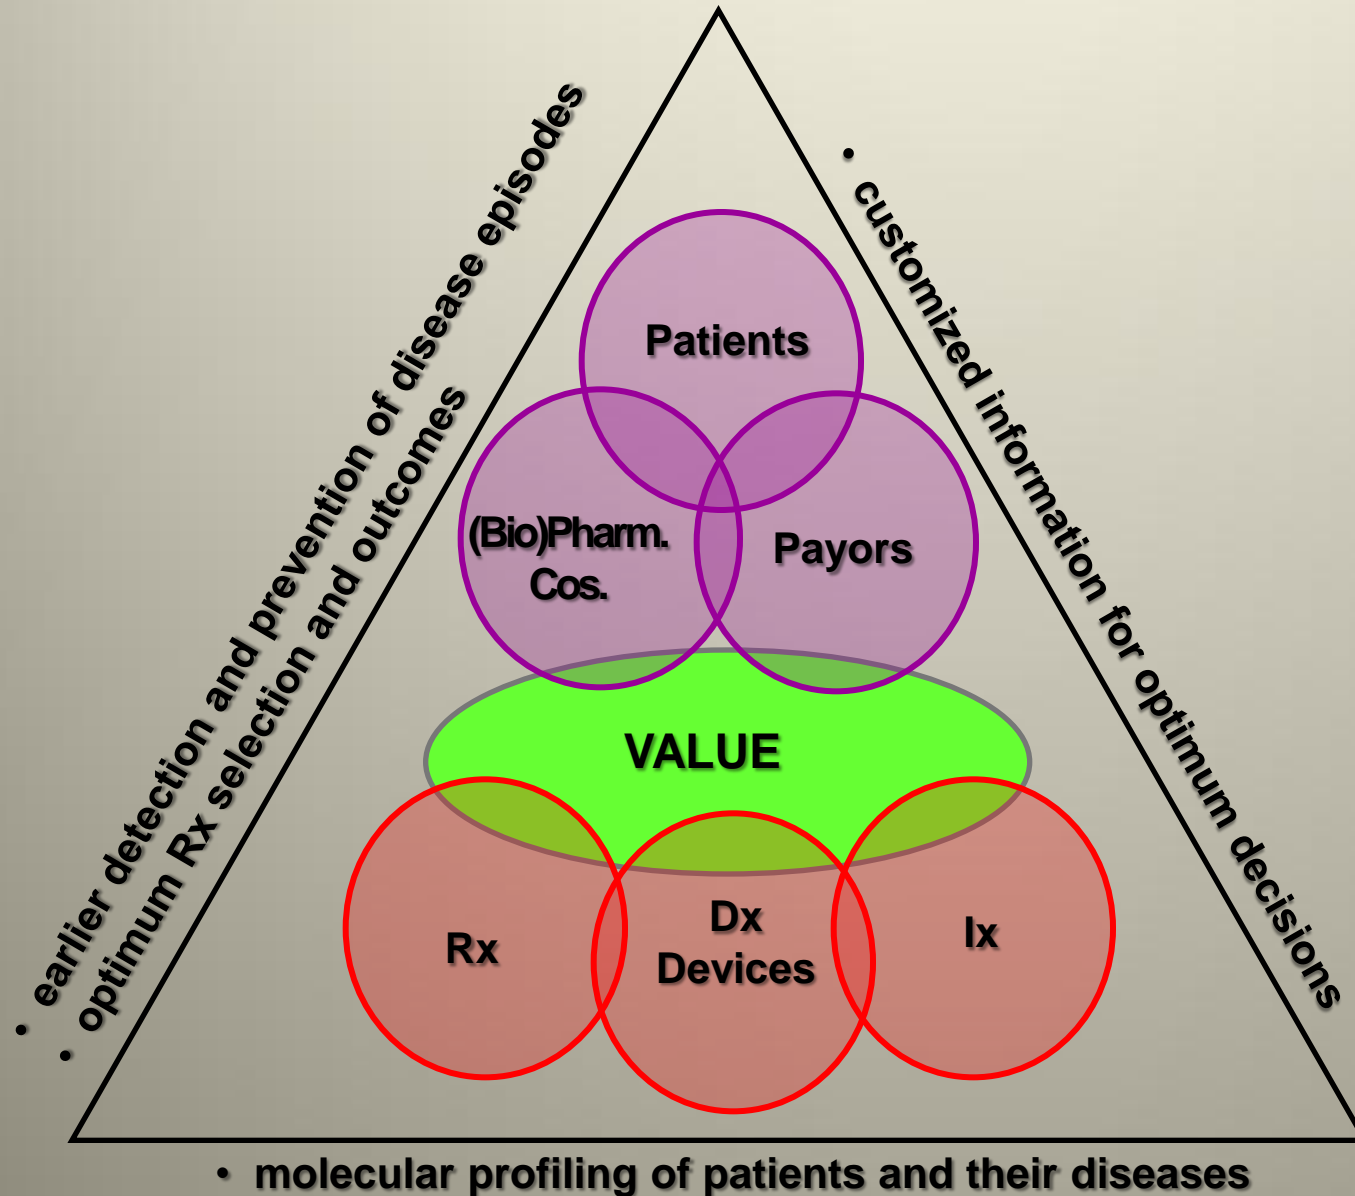 • earlier detection and prevention of disease episodes
• optimum Rx selection and outcomes
• customized information for optimum decisions
Patients
(Bio)Pharm.
Cos.
Payors
VALUE
Rx
Dx
Devices
Ix
• molecular profiling of patients and their diseases